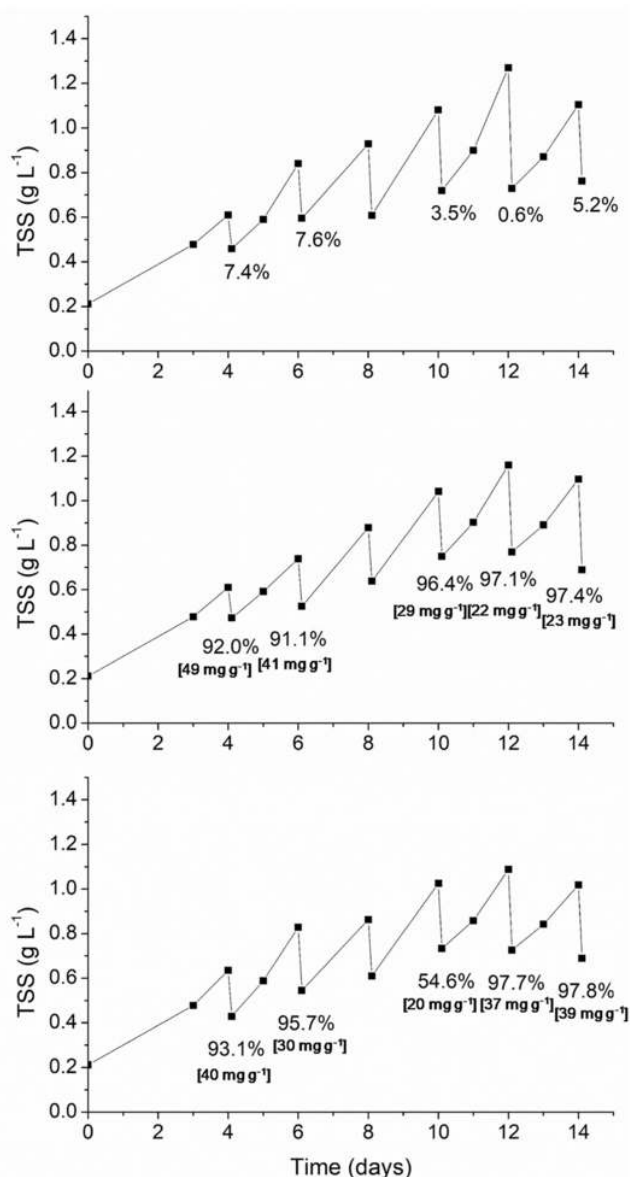 1.4
1.2
1.0
0.8
0.6
0.4
0.2
0.0
TSS (g L⁻¹)
7.4%
7.6%
3.5%
0.6%
5.2%
0 2 4 6 8 10 12 14
1.4
1.2
1.0
0.8
0.6
0.4
0.2
0.0
TSS (g L⁻¹)
92.0%
[49 mg g⁻¹]
91.1%
[41 mg g⁻¹]
96.4%
[29 mg g⁻¹]
97.1%
[22 mg g⁻¹]
97.4%
[23 mg g⁻¹]
0 2 4 6 8 10 12 14
1.4
1.2
1.0
0.8
0.6
0.4
0.2
0.0
TSS (g L⁻¹)
93.1%
[40 mg g⁻¹]
95.7%
[30 mg g⁻¹]
54.6%
[20 mg g⁻¹]
97.7%
[37 mg g⁻¹]
97.8%
[39 mg g⁻¹]
0 2 4 6 8 10 12 14
Time (days)